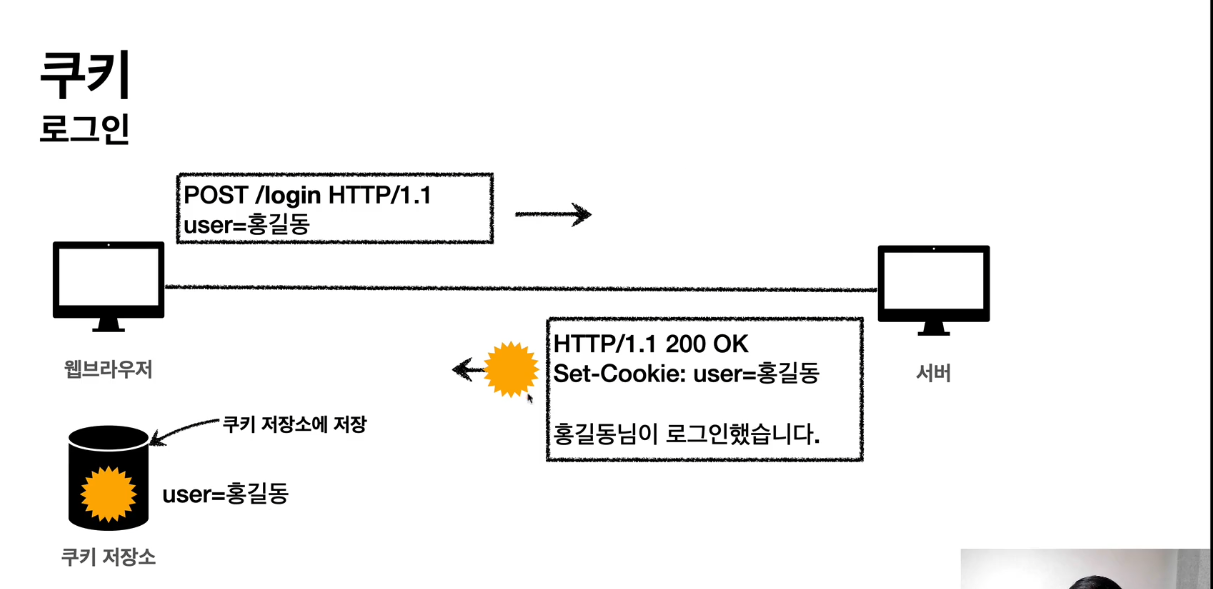 쿠키
로그인
POST /login HTTP/1.1
user=홍길동
웹브라우저
서버
HTTP/1.1 200 OK
Set-Cookie: user=홍길동
홍길동님이 로그인했습니다.
쿠키 저장소에 저장
user=홍길동
쿠키 저장소